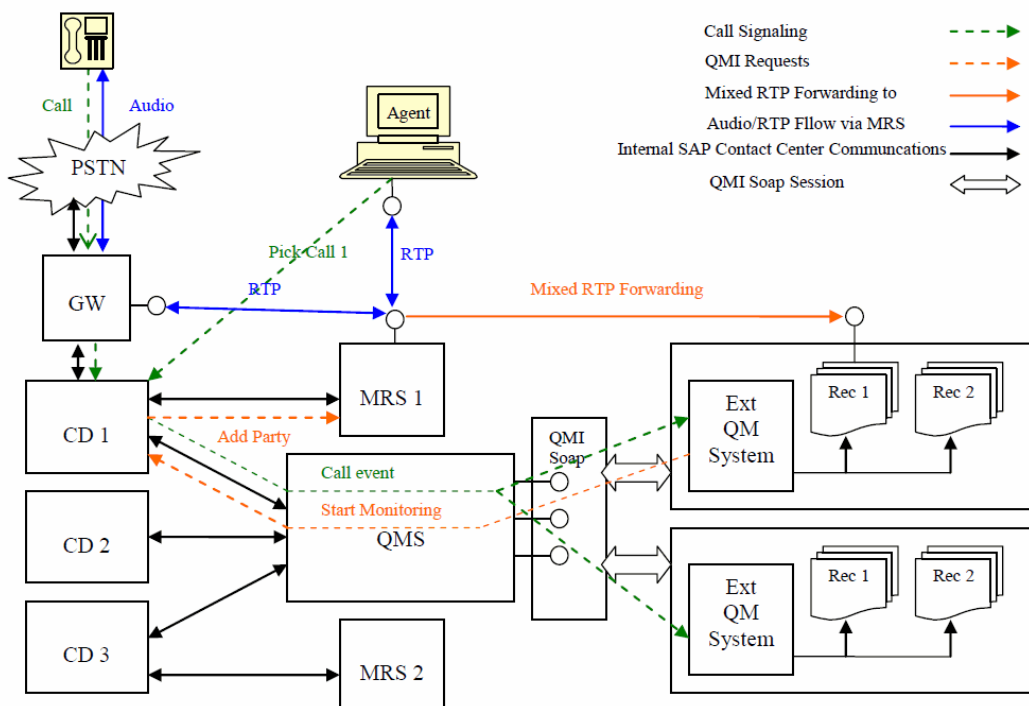 Call Signaling
QMI Requests
Mixed RTP Forwarding to
Audio/RTP Fllow via MRS
Internal SAP Contact Center Communcations
QMI Soap Session
Call
Audio
Agent
PSTN
Pick Call 1
RTP
GW
RTP
Mixed RTP Forwarding
CD 1
MRS 1
Add Party
QMI
Soap
Ext
QM
System
Rec 1
Rec 2
Call event
Start Monitoring
QMS
CD 2
CD 3
MRS 2
Ext
QM
System
Rec 1
Rec 2